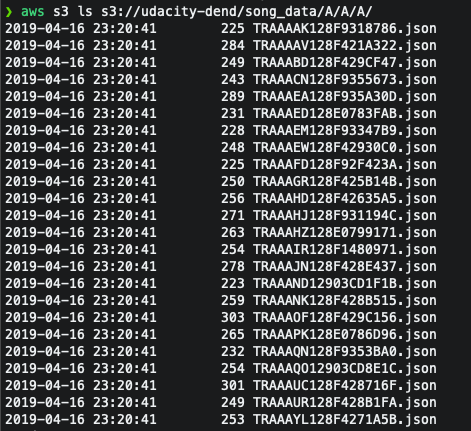 ❯ aws s3 ls s3://udacity-dend/song_data/A/A/A/
2019-04-16 23:20:41        225 TRAAAAK128F9318786.json
2019-04-16 23:20:41        284 TRAAAAV128F421A322.json
2019-04-16 23:20:41        249 TRAAABD128F429CF47.json
2019-04-16 23:20:41        243 TRAAACN128F9355673.json
2019-04-16 23:20:41        289 TRAAAEA128F935A30D.json
2019-04-16 23:20:41        231 TRAAAED128E0783FAB.json
2019-04-16 23:20:41        228 TRAAAEM128F93347B9.json
2019-04-16 23:20:41        248 TRAAAEW128F42930C0.json
2019-04-16 23:20:41        225 TRAAAFD128F92F423A.json
2019-04-16 23:20:41        250 TRAAAGR128F425B14B.json
2019-04-16 23:20:41        256 TRAAAHD128F42635A5.json
2019-04-16 23:20:41        271 TRAAAHJ128F931194C.json
2019-04-16 23:20:41        263 TRAAAHZ128E0799171.json
2019-04-16 23:20:41        254 TRAAAIR128F1480971.json
2019-04-16 23:20:41        278 TRAAAJN128F428E437.json
2019-04-16 23:20:41        223 TRAAAND12903CD1F1B.json
2019-04-16 23:20:41        259 TRAAANK128F428B515.json
2019-04-16 23:20:41        303 TRAAAOF128F429C156.json
2019-04-16 23:20:41        265 TRAAAPK128E0786D96.json
2019-04-16 23:20:41        232 TRAAAQN128F9353BA0.json
2019-04-16 23:20:41        254 TRAAAQO12903CD8E1C.json
2019-04-16 23:20:41        301 TRAAAUC128F428716F.json
2019-04-16 23:20:41        249 TRAAAUR128F428B1FA.json
2019-04-16 23:20:41        253 TRAAAYL128F4271A5B.json